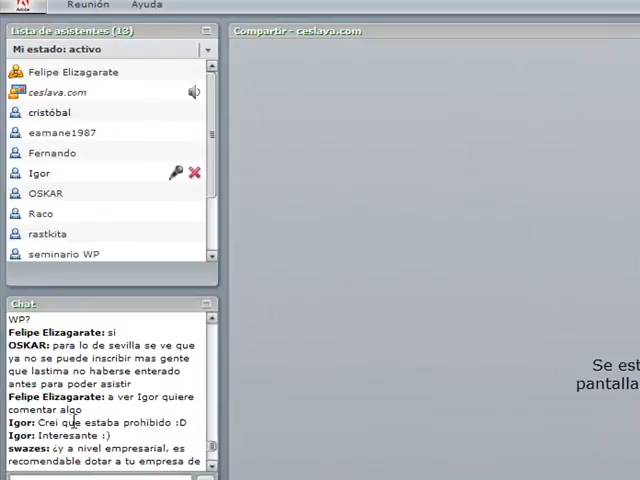 Adobe
Reunión Ayuda
Lista de asistentes (13)
Mi estado: activo
Felipe Elizagarate
ceslava.com
cristóbal
eamane1987
Fernando
Igor
OSKAR
Raco
rastkita
seminario WP
Chat
WP?
Felipe Elizagarate: si
OSKAR: para lo de sevilla se ve que
ya no se puede inscribir mas gente
que lastima no haberse enterado
antes para poder asistir
Felipe Elizagarate: a ver Igor quiere
comentar algo
Igor: Crei que estaba prohibido :D
Igor: Interesante :)
swazes: ¿y a nivel empresarial, es
recomendable dotar a tu empresa de
Compartir - ceslava.com
Se est
pantalla